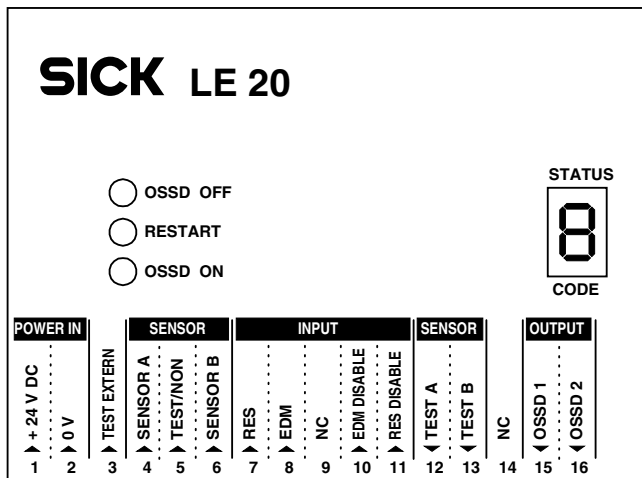 SICK LE 20
STATUS
OSSD OFF
8
RESTART
OSSD ON
CODE
POWER IN
SENSOR
INPUT
SENSOR
OUTPUT
+ 24 V DC
0 V
TEST EXTERN
SENSOR A
TEST/NON
SENSOR B
RES
EDM
NC
EDM DISABLE
RES DISABLE
TEST A
TEST B
NC
OSSD 1
OSSD 2
1 2 3 4 5 6 7 8 9 10 11 12 13 14 15 16